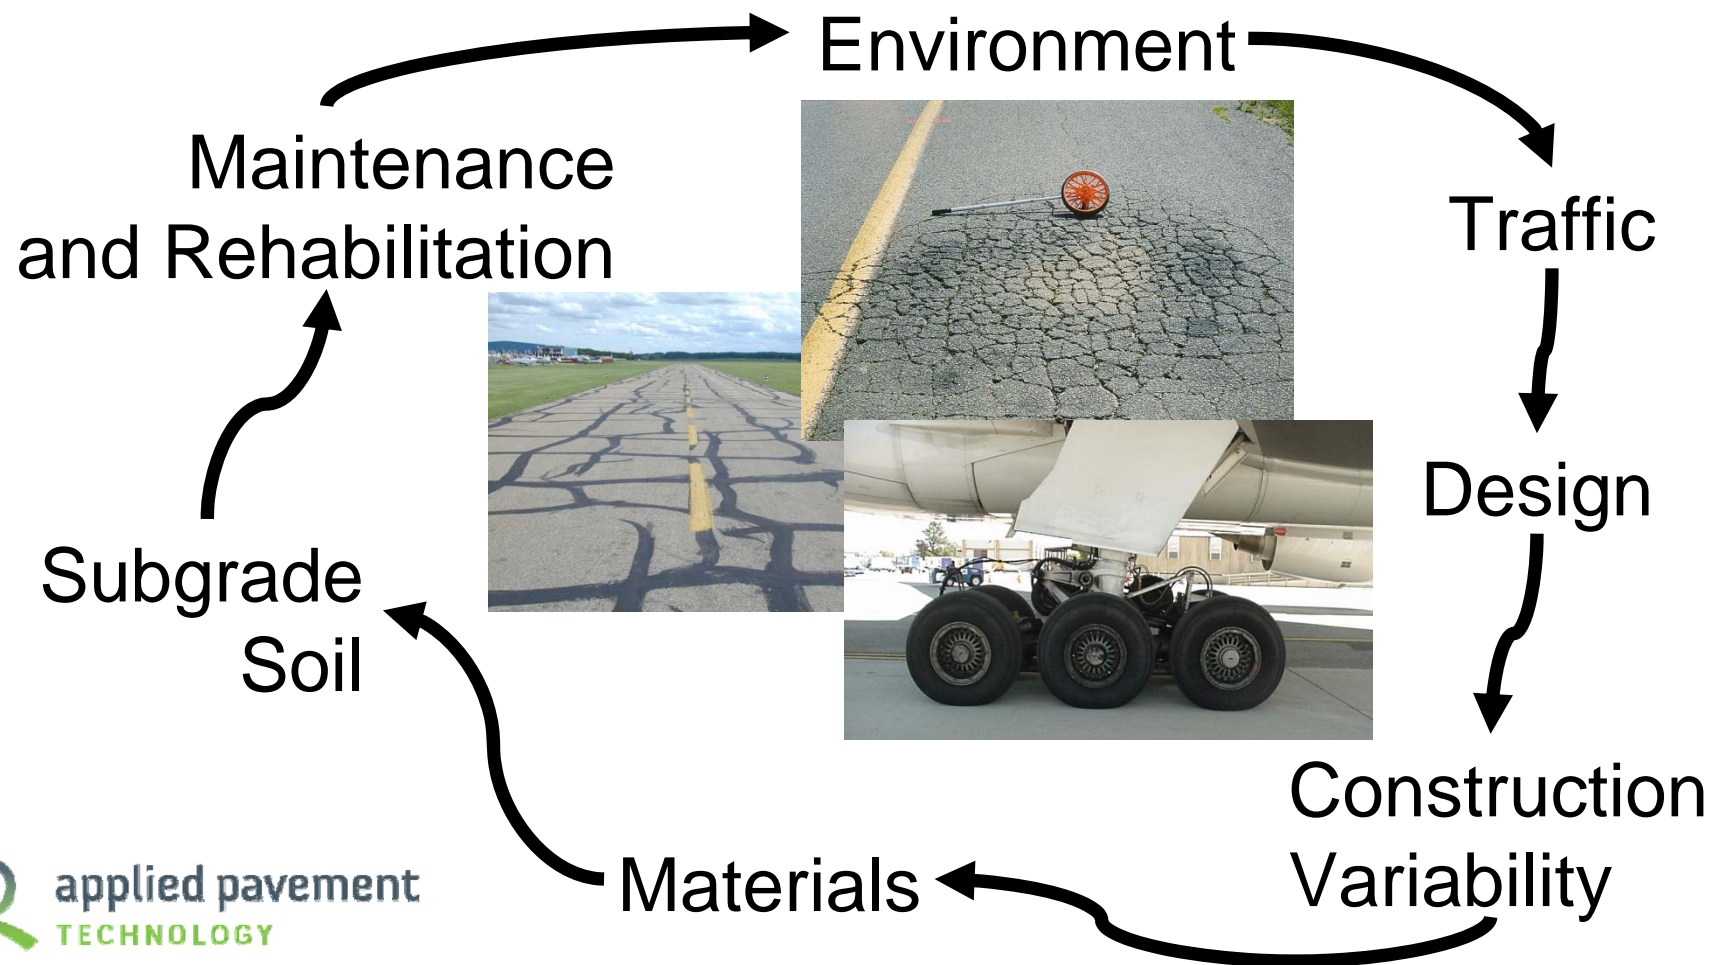 Environment
Traffic
Design
Construction
Variability
Materials
Subgrade
Soil
Maintenance
and Rehabilitation
applied pavement
TECHNOLOGY